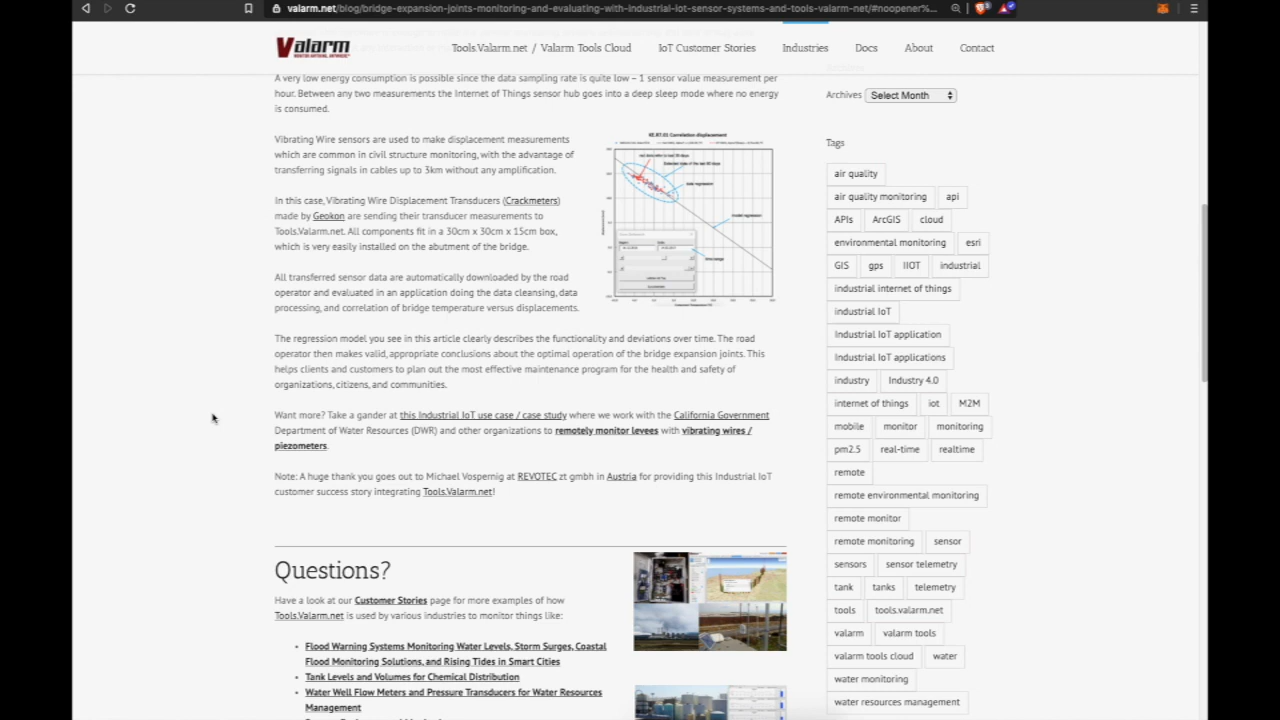 valarm.net/blog/bridge-expansion-joints-monitoring-and-evaluating-with-industrial-iot-sensor-systems-and-tools-valarm-net/#noopener%...
Valarm
Tools.Valarm.net / Valarm Tools Cloud
IoT Customer Stories
Industries
Docs
About
Contact
A very low energy consumption is possible since the data sampling rate is quite low – 1 sensor value measurement per
hour. Between any two measurements the Internet of Things sensor hub goes into a deep sleep mode where no energy
is consumed.
Vibrating Wire sensors are used to make displacement measurements
which are common in civil structure monitoring, with the advantage of
transferring signals in cables up to 3km without any amplification.
In this case, Vibrating Wire Displacement Transducers (Crackmeters)
made by Geokon are sending their transducer measurements to
Tools.Valarm.net. All components fit in a 30cm x 30cm x 15cm box,
which is very easily installed on the abutment of the bridge.
All transferred sensor data are automatically downloaded by the road
operator and evaluated in an application doing the data cleansing, data
processing, and correlation of bridge temperature versus displacements.
KE.R7.01 Correlation displacement
data regression
model regression
The regression model you see in this article clearly describes the functionality and deviations over time. The road
operator then makes valid, appropriate conclusions about the optimal operation of the bridge expansion joints. This
helps clients and customers to plan out the most effective maintenance program for the health and safety of
organizations, citizens, and communities.
Want more? Take a gander at this Industrial IoT use case / case study where we work with the California Government
Department of Water Resources (DWR) and other organizations to remotely monitor levees with vibrating wires /
piezometers.
Note: A huge thank you goes out to Michael Vospernig at REVOTEC zt gmbh in Austria for providing this Industrial IoT
customer success story integrating Tools.Valarm.net!
Questions?
Have a look at our Customer Stories page for more examples of how
Tools.Valarm.net is used by various industries to monitor things like:
• Flood Warning Systems Monitoring Water Levels, Storm Surges, Coastal
Flood Monitoring Solutions, and Rising Tides in Smart Cities
• Tank Levels and Volumes for Chemical Distribution
• Water Well Flow Meters and Pressure Transducers for Water Resources
Management
Archives Select Month
Tags
air quality
air quality monitoring api
APIs ArcGIS cloud
environmental monitoring esri
GIS gps IIOT industrial
industrial internet of things
industrial IoT
Industrial IoT application
Industrial IoT applications
industry Industry 4.0
internet of things iot M2M
mobile monitor monitoring
pm2.5 real-time realtime
remote
remote environmental monitoring
remote monitor
remote monitoring sensor
sensors sensor telemetry
tank tanks telemetry
tools tools.valarm.net
valarm valarm tools
valarm tools cloud water
water monitoring
water resources management